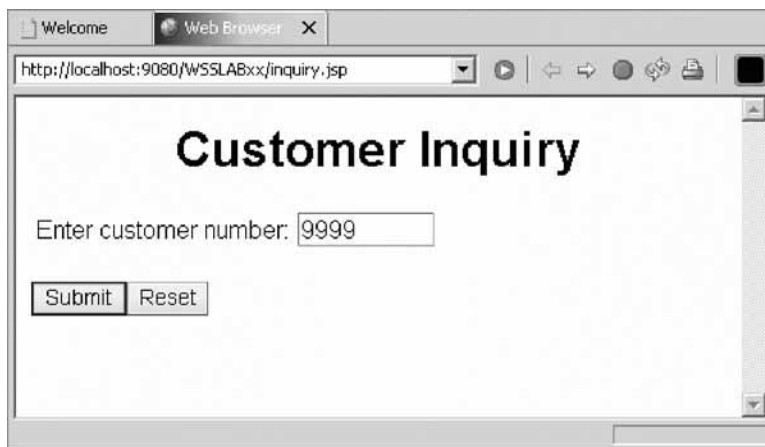 Welcome Web Browser
http://localhost:9080/WSSLABxx/inquiry.jsp
Customer Inquiry
Enter customer number: 9999
Submit Reset